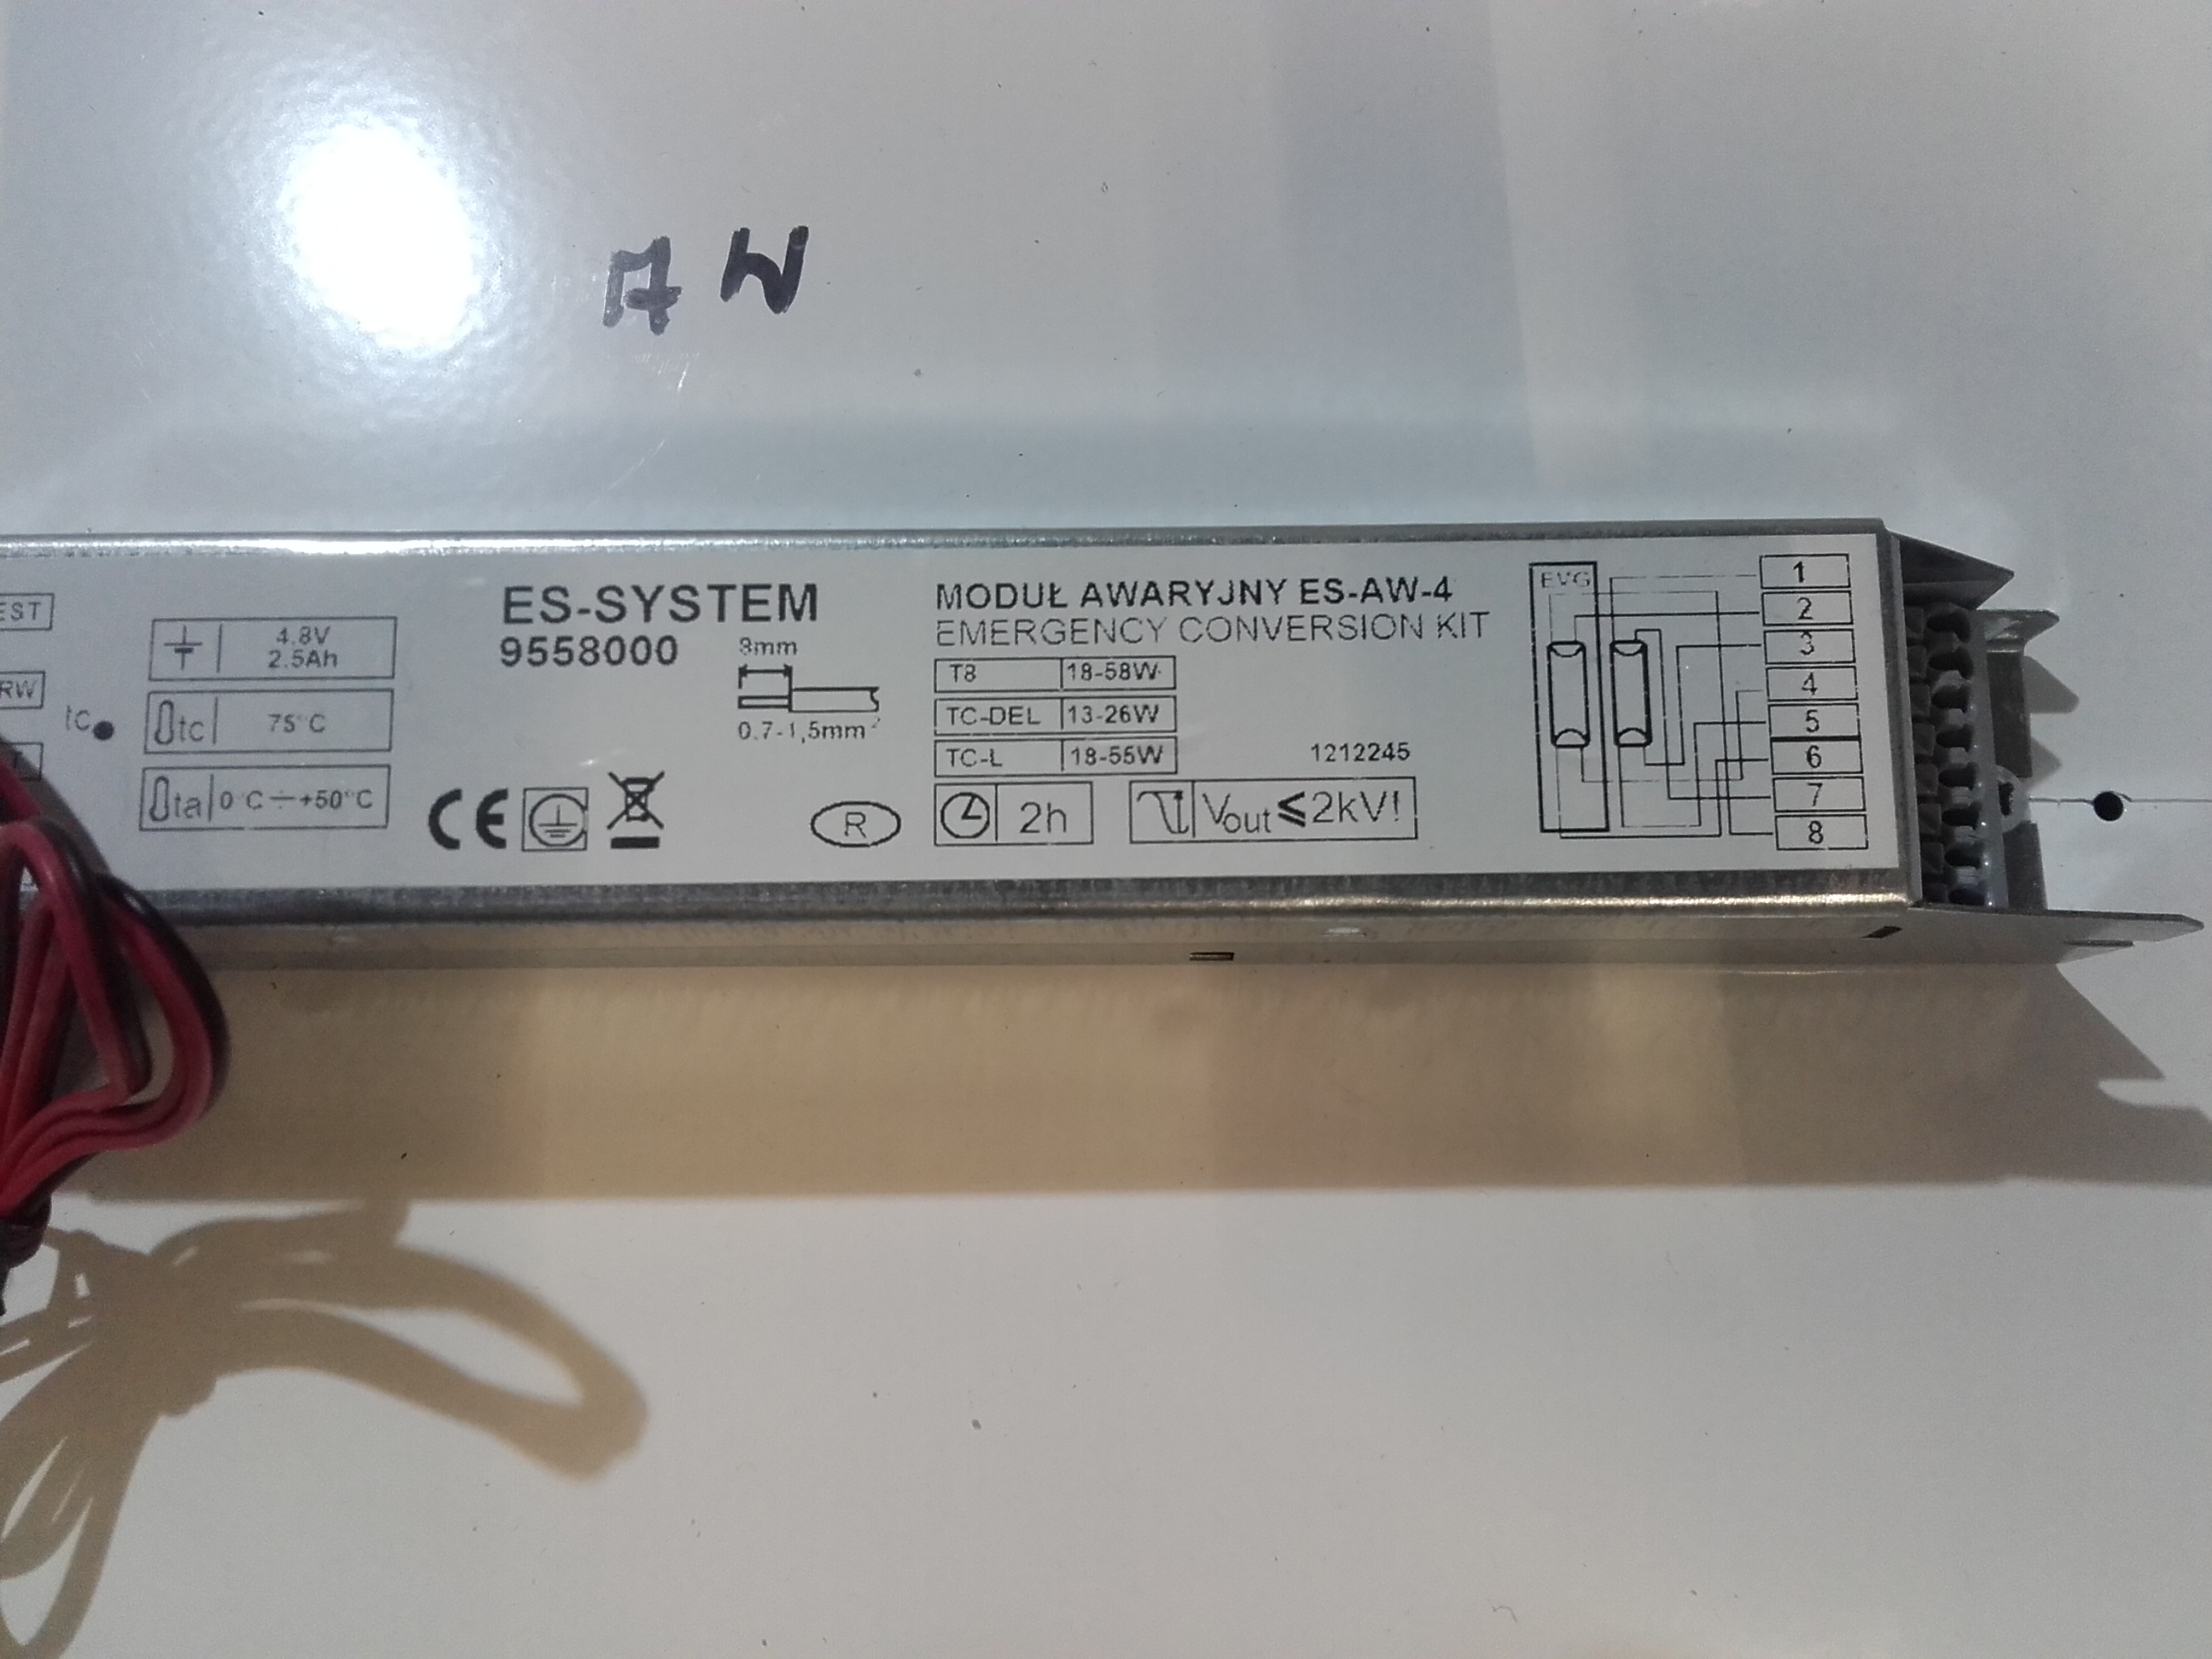 AW
EST
RW
tc
4.8V
2.5Ah
tc 75°C
ta 0°C÷+50°C
ES-SYSTEM
9558000
8mm
0.7-1,5mm²
CE
R
MODUŁ AWARYJNY ES-AW-4
EMERGENCY CONVERSION KIT
T8 18-58W
TC-DEL 13-26W
TC-L 18-55W
1212245
2h
Vout ≤ 2kV!
EVG
1
2
3
4
5
6
7
8